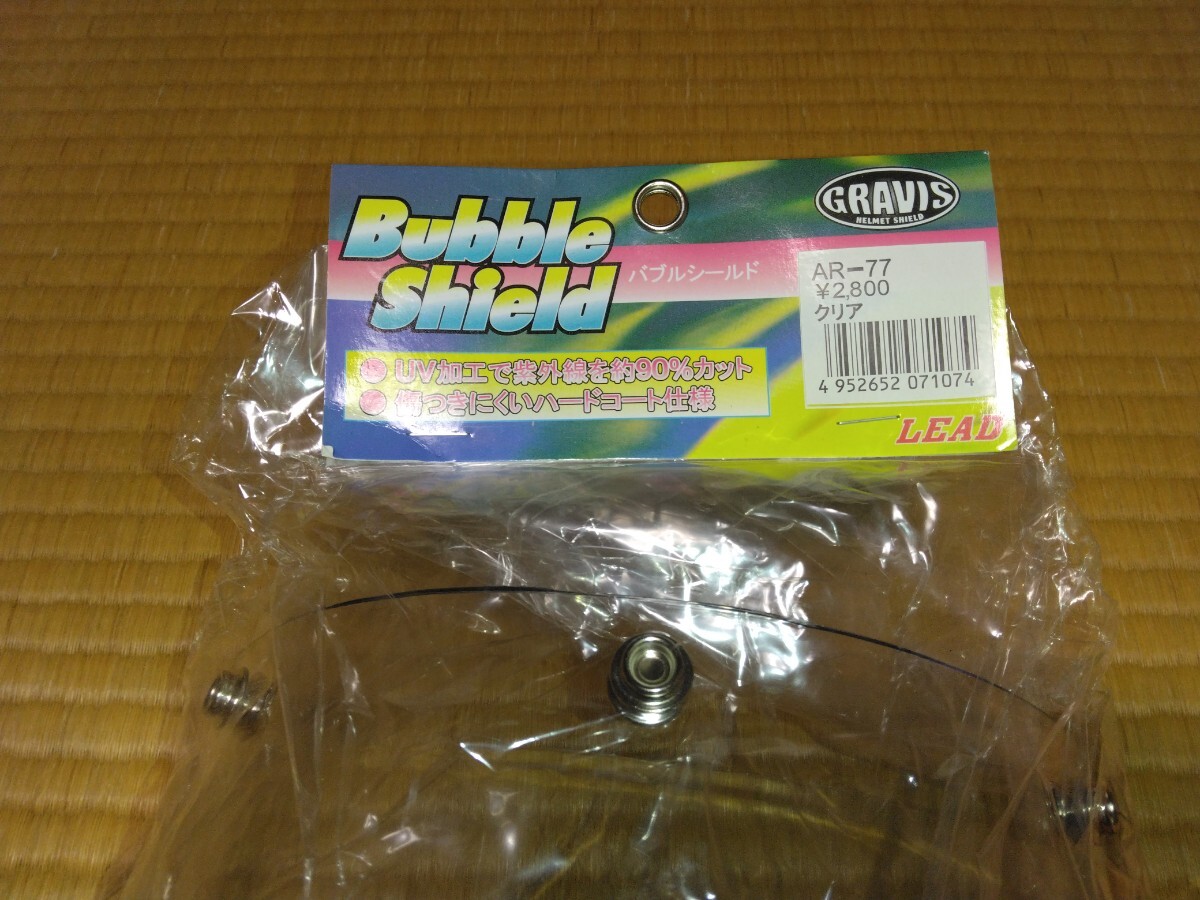 Bubble
Shield
バブルシールド
GRAVIS
HELMET SHIELD
AR-77
¥2,800
クリア
4 952652 071074
● UV加工で紫外線を約90%カット
●傷つきにくいハードコート仕様
LEAD